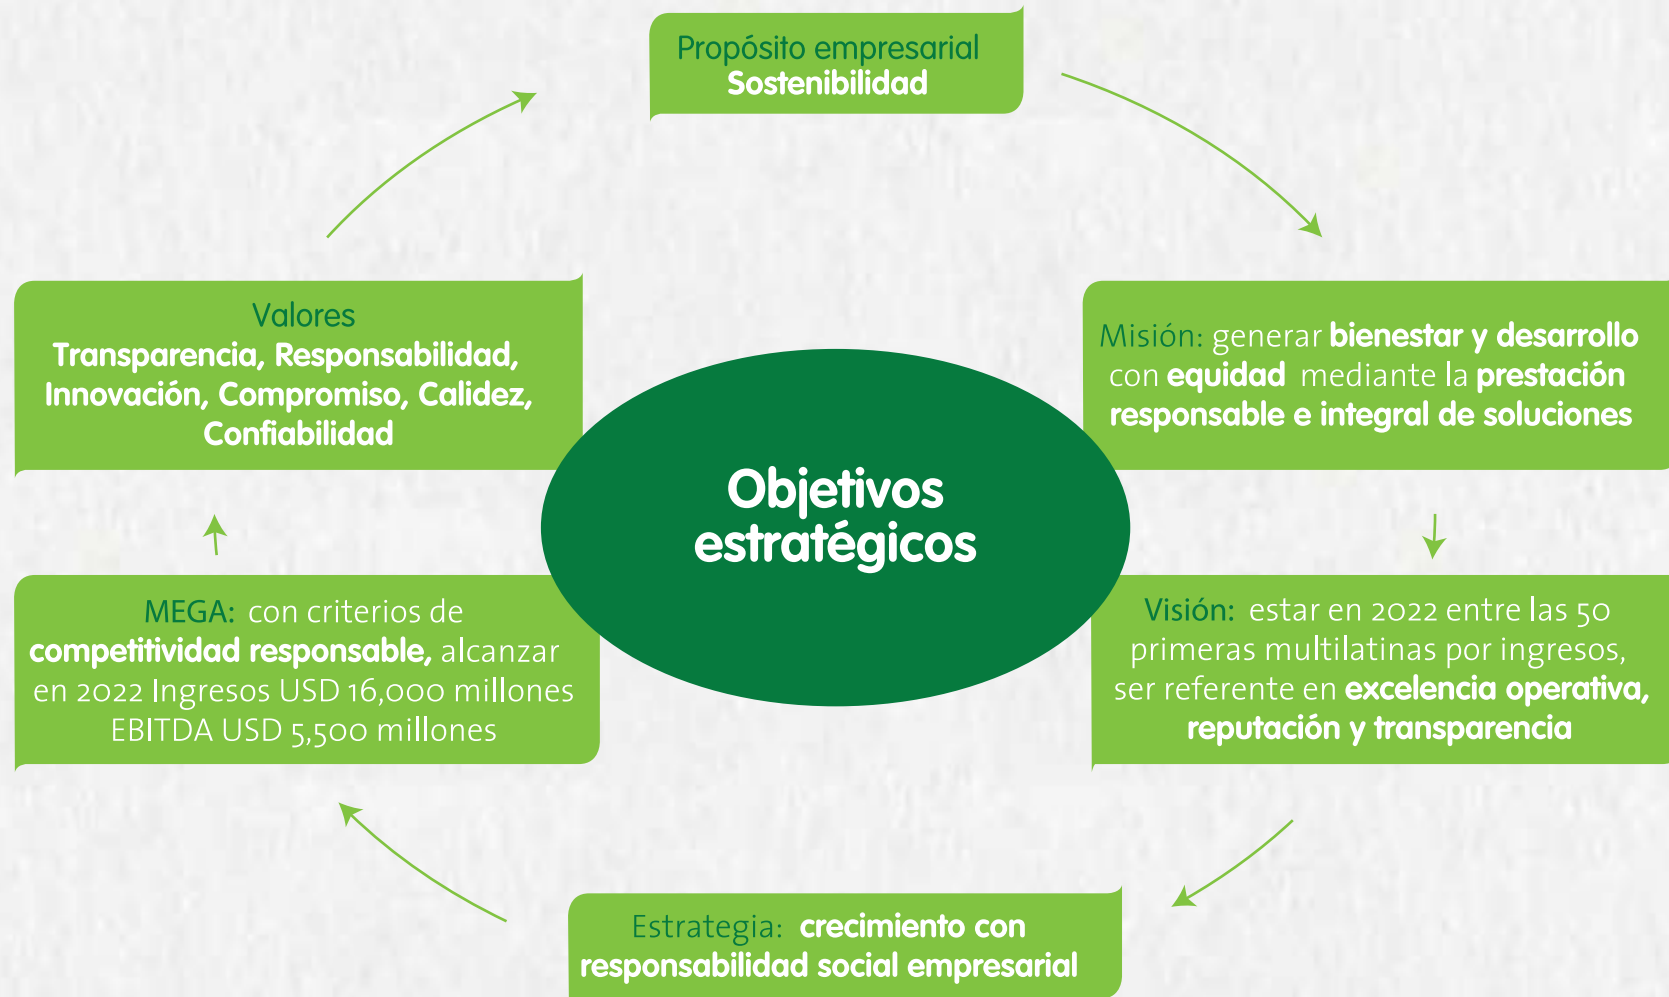 Propósito empresarial
Sostenibilidad
Misión: generar bienestar y desarrollo
con equidad mediante la prestación
responsable e integral de soluciones
Visión: estar en 2022 entre las 50
primeras multilatinas por ingresos,
ser referente en excelencia operativa,
reputación y transparencia
Estrategia: crecimiento con
responsabilidad social empresarial
MEGA: con criterios de
competitividad responsable, alcanzar
en 2022 Ingresos USD 16,000 millones
EBITDA USD 5,500 millones
Valores
Transparencia, Responsabilidad,
Innovación, Compromiso, Calidez,
Confiabilidad
Objetivos
estratégicos